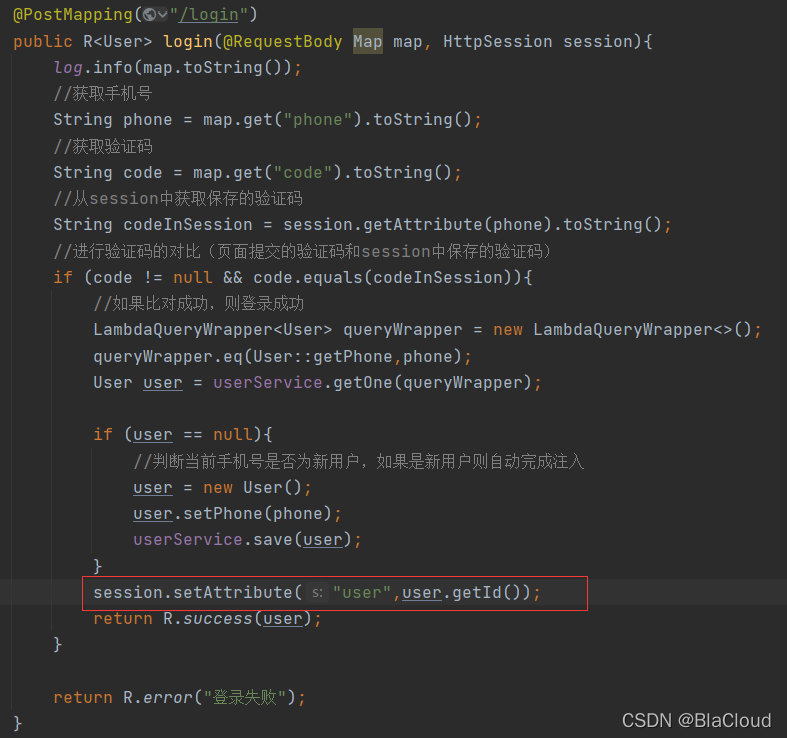 @PostMapping("/login")
public R<User> login(@RequestBody Map map, HttpSession session){
    log.info(map.toString());
    //获取手机号
    String phone = map.get("phone").toString();
    //获取验证码
    String code = map.get("code").toString();
    //从session中获取保存的验证码
    String codeInSession = session.getAttribute(phone).toString();
    //进行验证码的对比（页面提交的验证码和session中保存的验证码）
    if (code != null && code.equals(codeInSession)){
        //如果比对成功，则登录成功
        LambdaQueryWrapper<User> queryWrapper = new LambdaQueryWrapper<>();
        queryWrapper.eq(User::getPhone,phone);
        User user = userService.getOne(queryWrapper);

        if (user == null){
            //判断当前手机号是否为新用户，如果是新用户则自动完成注入
            user = new User();
            user.setPhone(phone);
            userService.save(user);
        }
        session.setAttribute( s: "user",user.getId());
        return R.success(user);
    }

    return R.error("登录失败");
}
CSDN @BlaCloud